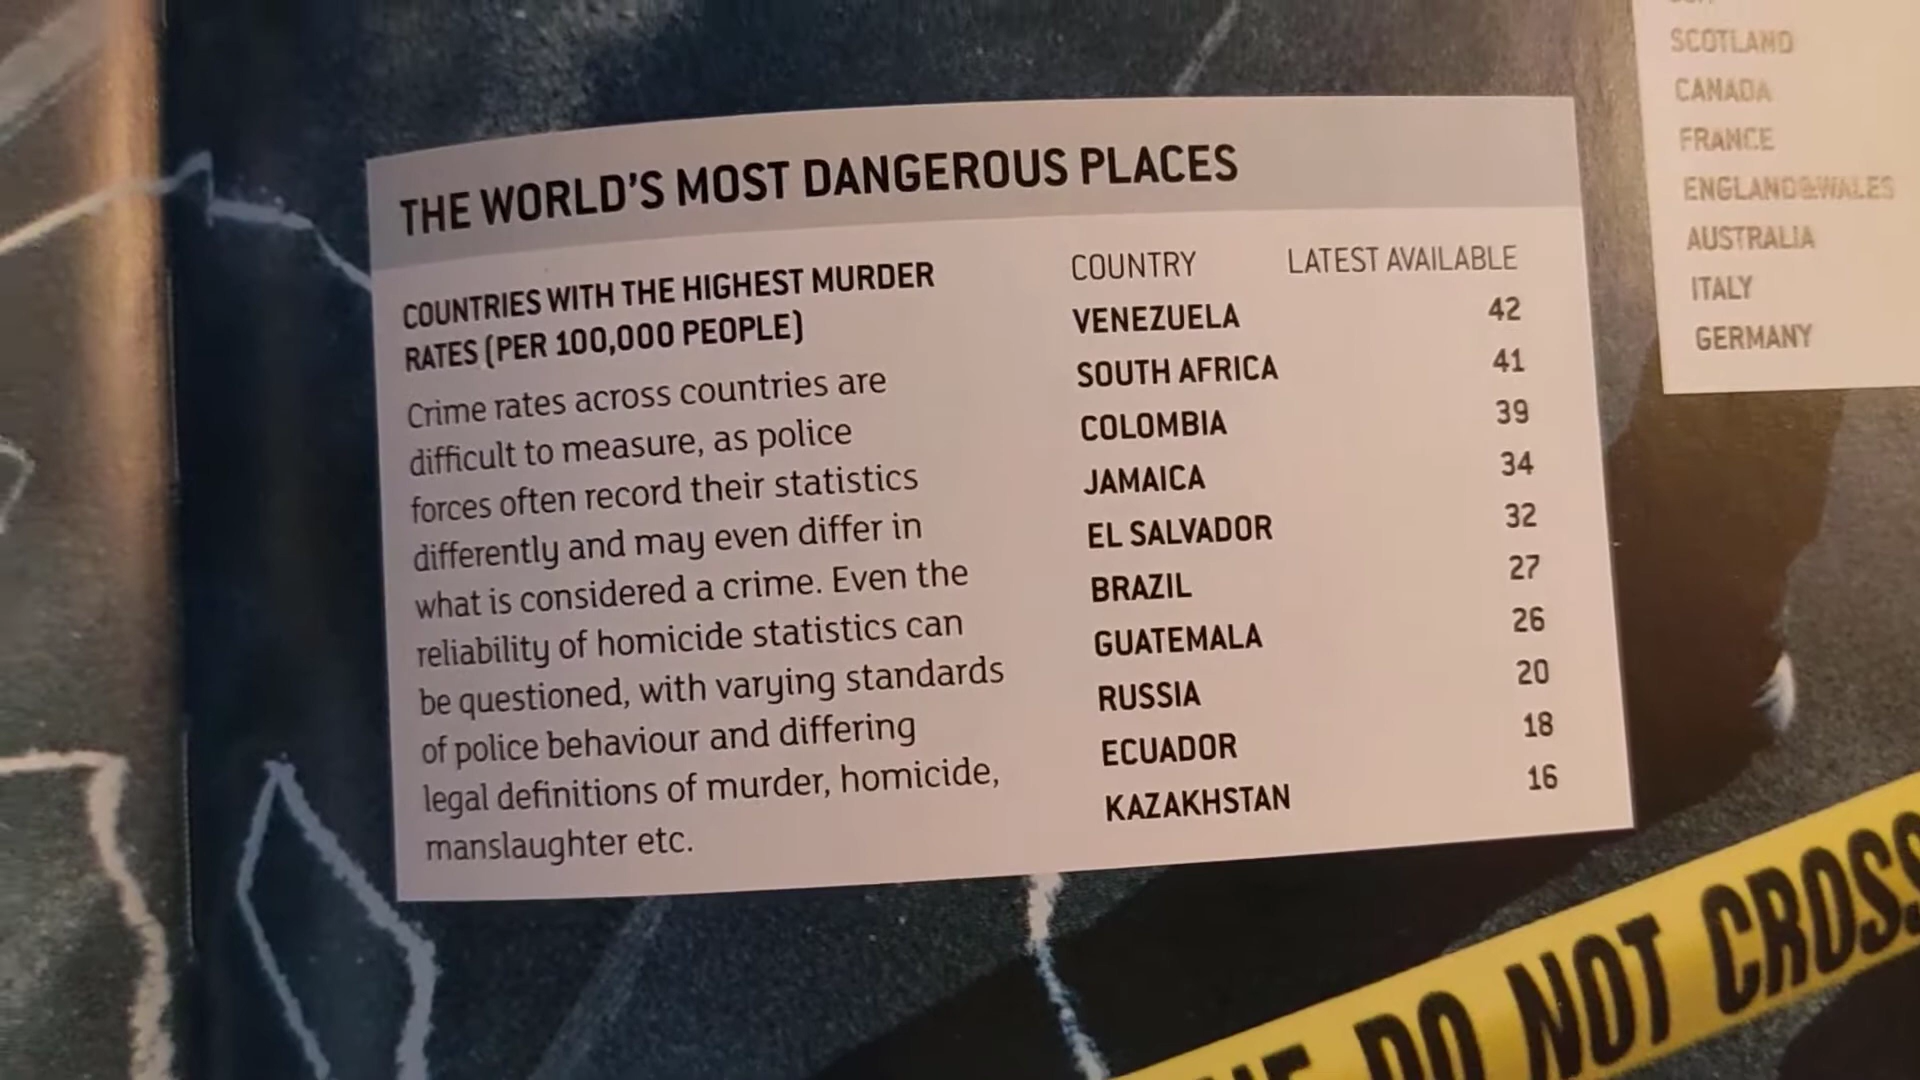 THE WORLD'S MOST DANGEROUS PLACES
COUNTRIES WITH THE HIGHEST MURDER
RATES (PER 100,000 PEOPLE)
Crime rates across countries are
difficult to measure, as police
forces often record their statistics
differently and may even differ in
what is considered a crime. Even the
reliability of homicide statistics can
be questioned, with varying standards
of police behaviour and differing
legal definitions of murder, homicide,
manslaughter etc.
COUNTRY LATEST AVAILABLE
VENEZUELA 42
SOUTH AFRICA 41
COLOMBIA 39
JAMAICA 34
EL SALVADOR 32
BRAZIL 27
GUATEMALA 26
RUSSIA 20
ECUADOR 18
KAZAKHSTAN 16
SCOTLAND
CANADA
FRANCE
ENGLAND&WALES
AUSTRALIA
ITALY
GERMANY
DO NOT CROSS